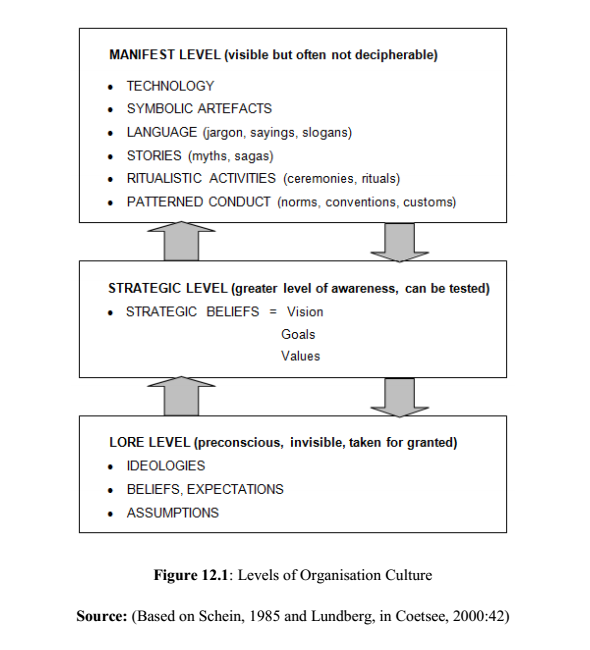 MANIFEST LEVEL (visible but often not decipherable)
• TECHNOLOGY
• SYMBOLIC ARTEFACTS
• LANGUAGE (jargon, sayings, slogans)
• STORIES (myths, sagas)
• RITUALISTIC ACTIVITIES (ceremonies, rituals)
• PATTERNED CONDUCT (norms, conventions, customs)
STRATEGIC LEVEL (greater level of awareness, can be tested)
• STRATEGIC BELIEFS = Vision
Goals
Values
LORE LEVEL (preconscious, invisible, taken for granted)
• IDEOLOGIES
• BELIEFS, EXPECTATIONS
• ASSUMPTIONS
Figure 12.1: Levels of Organisation Culture
Source: (Based on Schein, 1985 and Lundberg, in Coetsee, 2000:42)